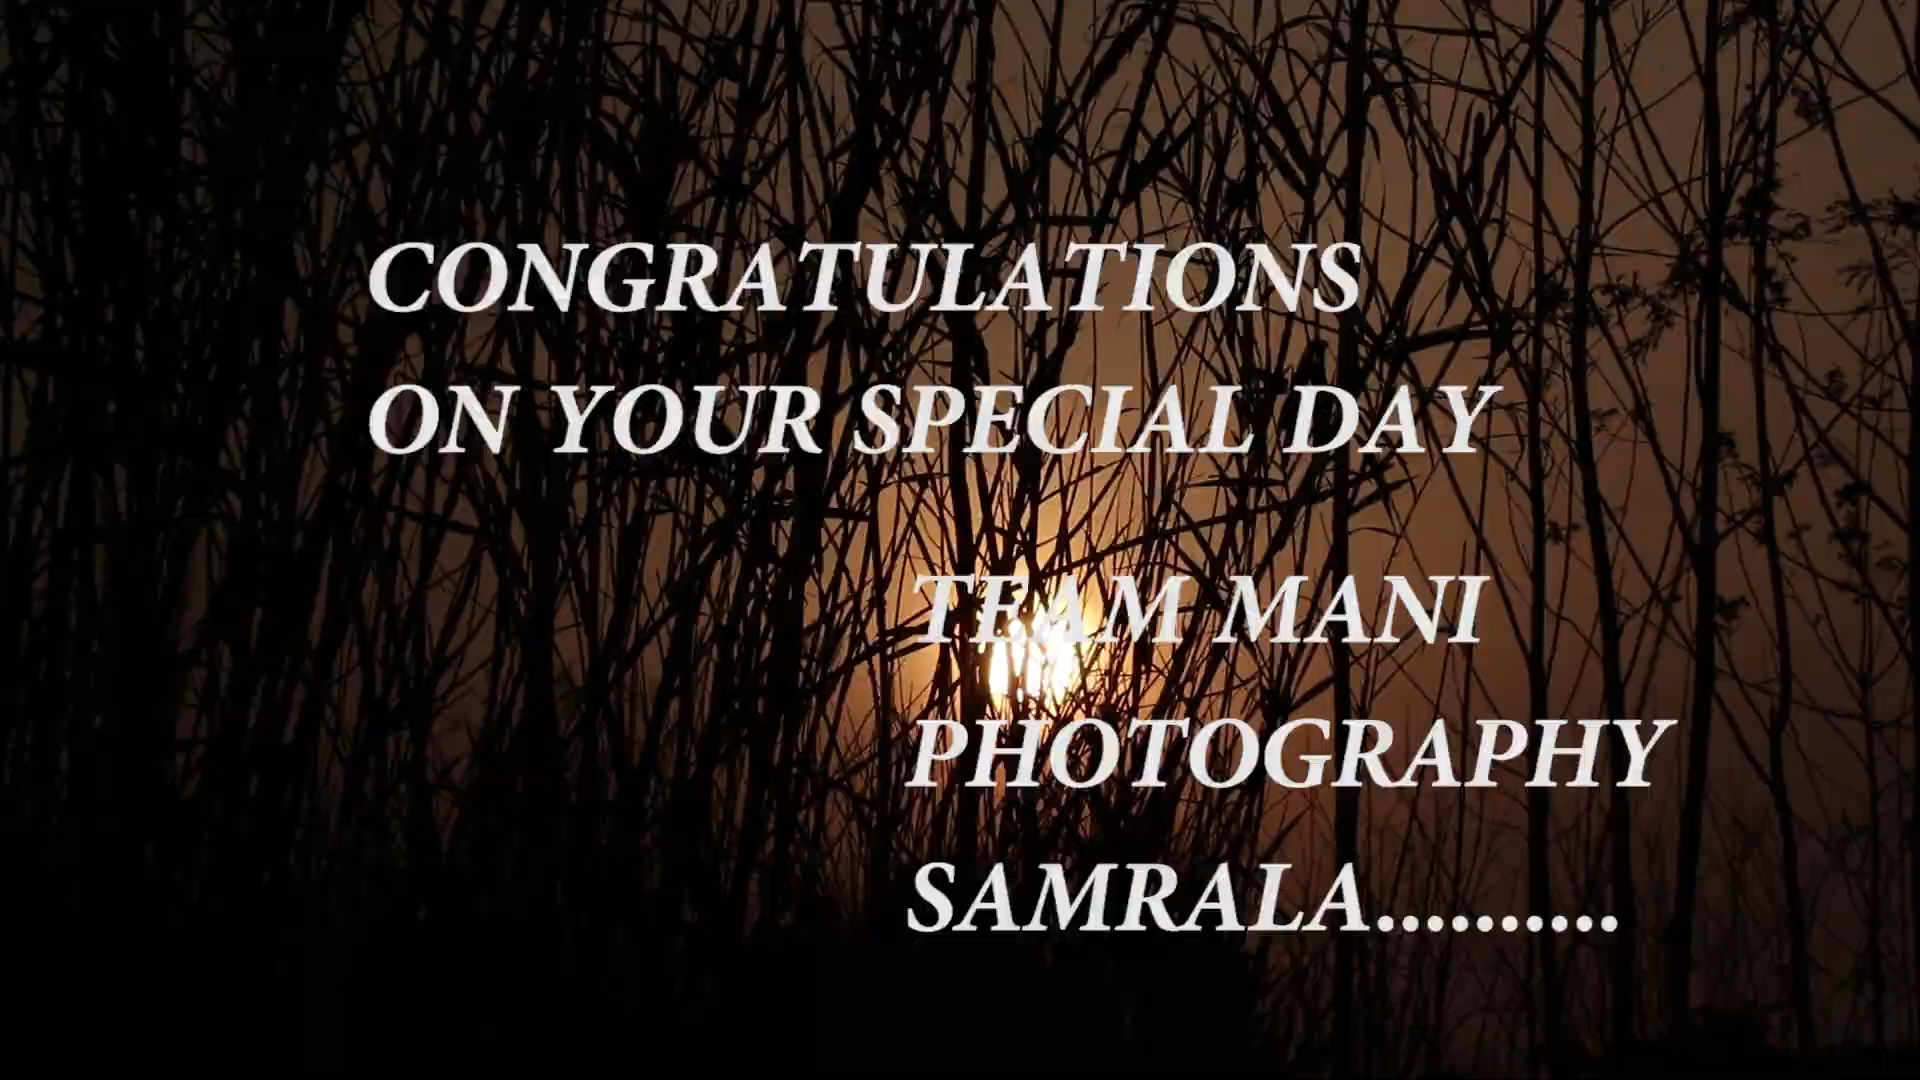 CONGRATULATIONS
ON YOUR SPECIAL DAY
TEAM MANI
PHOTOGRAPHY
SAMRALA..........